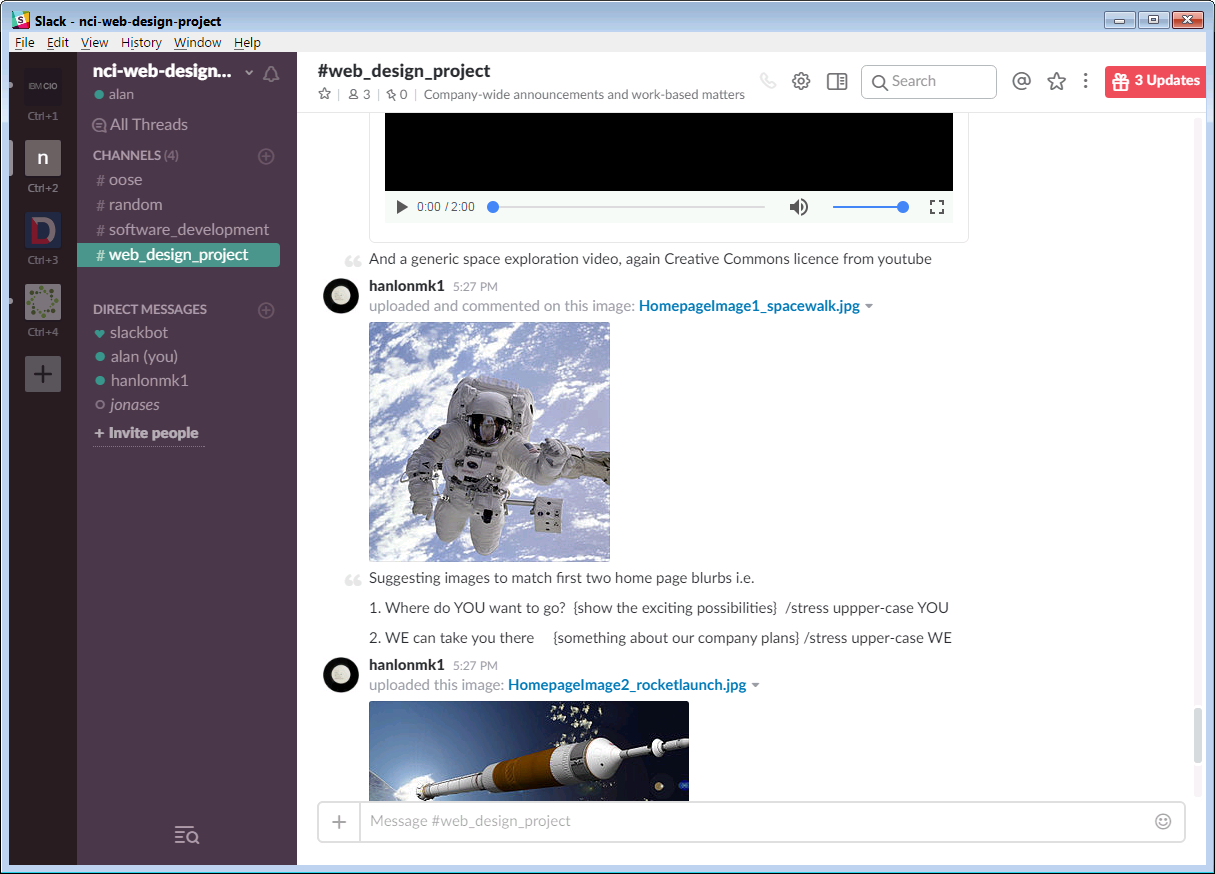 Slack - nci-web-design-project
File Edit View History Window Help
IBM CIO
Ctrl+1
n
Ctrl+2
D
Ctrl+3
Ctrl+4
nci-web-design...
alan
All Threads
CHANNELS (4)
# oose
# random
# software_development
# web_design_project
DIRECT MESSAGES
slackbot
alan (you)
hanlonmk1
jonases
+ Invite people
#web_design_project
3 | 0 | Company-wide announcements and work-based matters
Search
3 Updates
0:00 / 2:00
And a generic space exploration video, again Creative Commons licence from youtube
hanlonmk1 5:27 PM
uploaded and commented on this image: HomepageImage1_spacewalk.jpg
Suggesting images to match first two home page blurbs i.e.
1. Where do YOU want to go? {show the exciting possibilities} /stress uppper-case YOU
2. WE can take you there {something about our company plans} /stress upper-case WE
hanlonmk1 5:27 PM
uploaded this image: HomepageImage2_rocketlaunch.jpg
Message #web_design_project